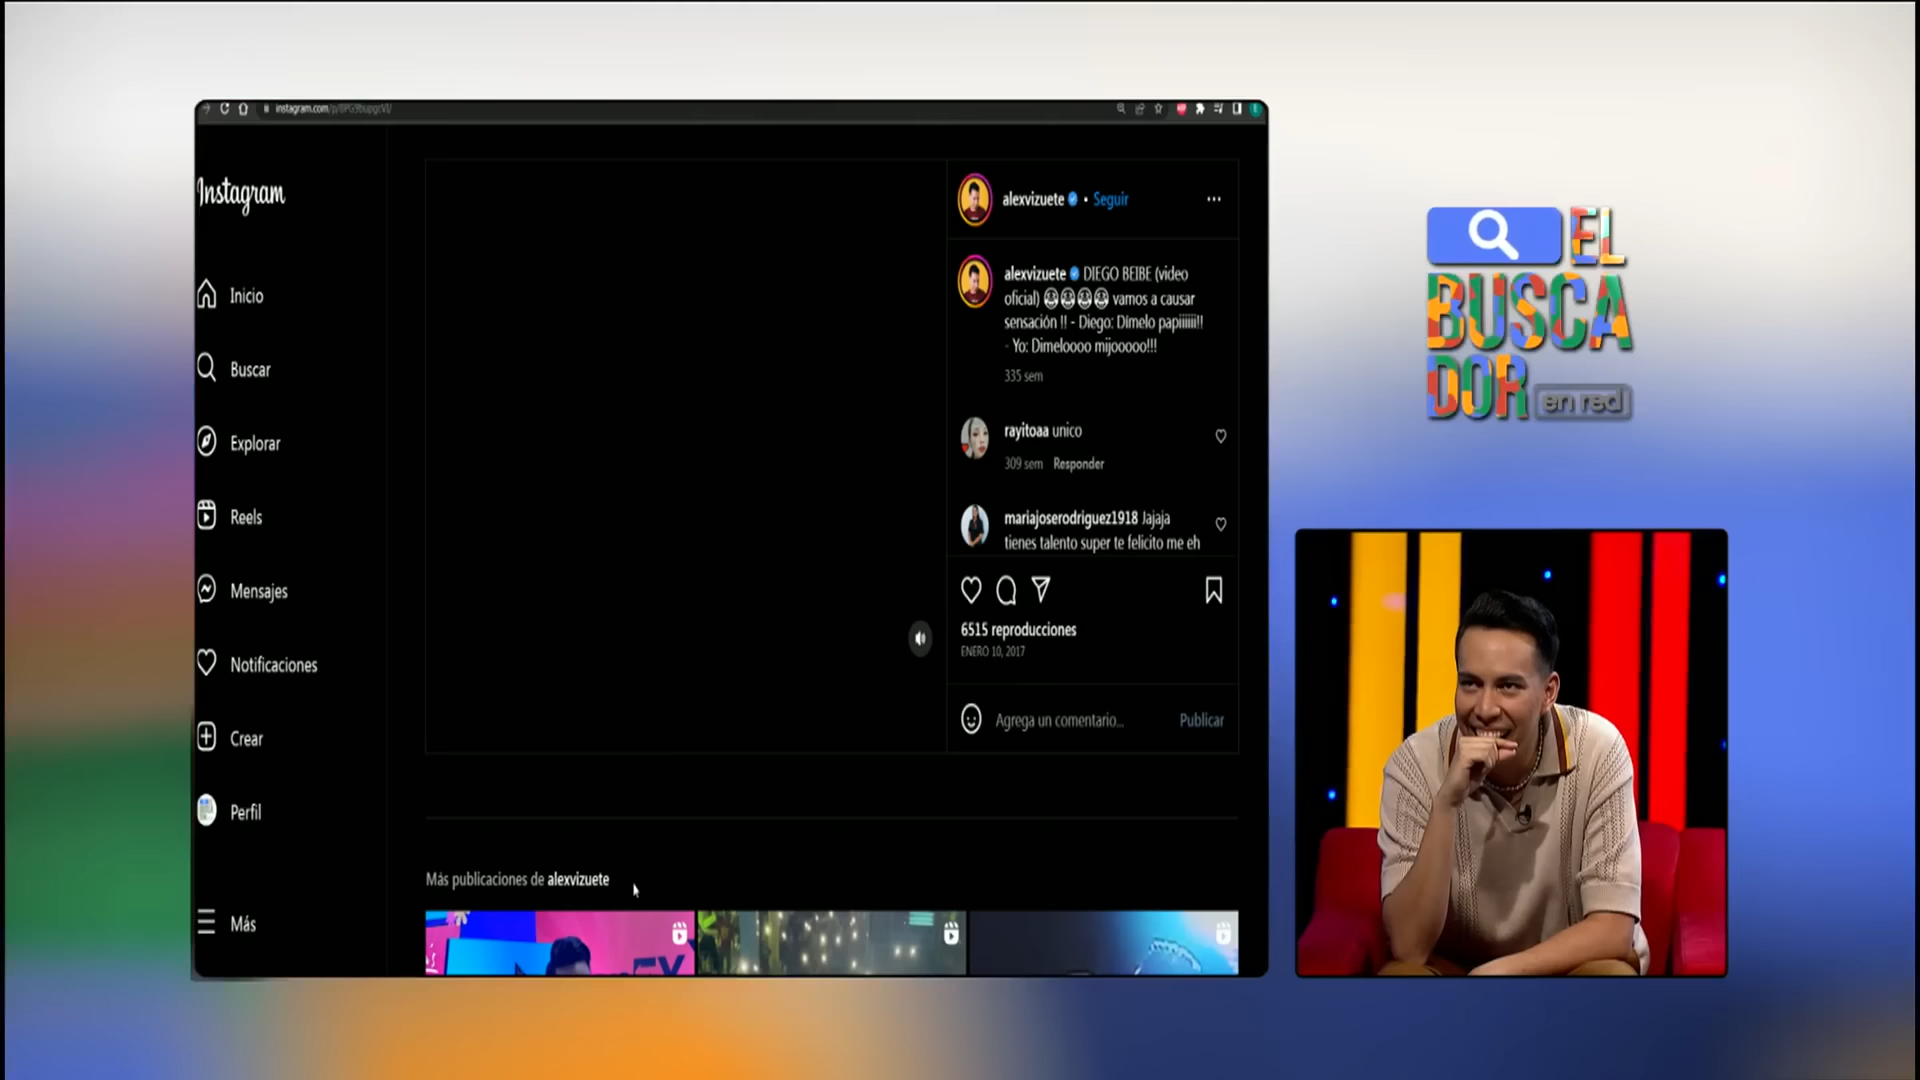 instagram.com
Instagram
Inicio
Buscar
Explorar
Reels
Mensajes
Notificaciones
Crear
Perfil
Más
alexvizuete • Seguir
alexvizuete DIEGO BEIBE (video
oficial) vamos a causar
sensación !! - Diego: Dimelo papiiiiii!!
- Yo: Dimeloooo mijooooo!!!
335 sem
rayitoaa unico
309 sem Responder
mariajoserodriguez1918 Jajaja
tienes talento super te felicito me eh
6515 reproducciones
ENERO 10, 2017
Agrega un comentario...
Publicar
Más publicaciones de alexvizuete
EL
BUSCA
DOR en red